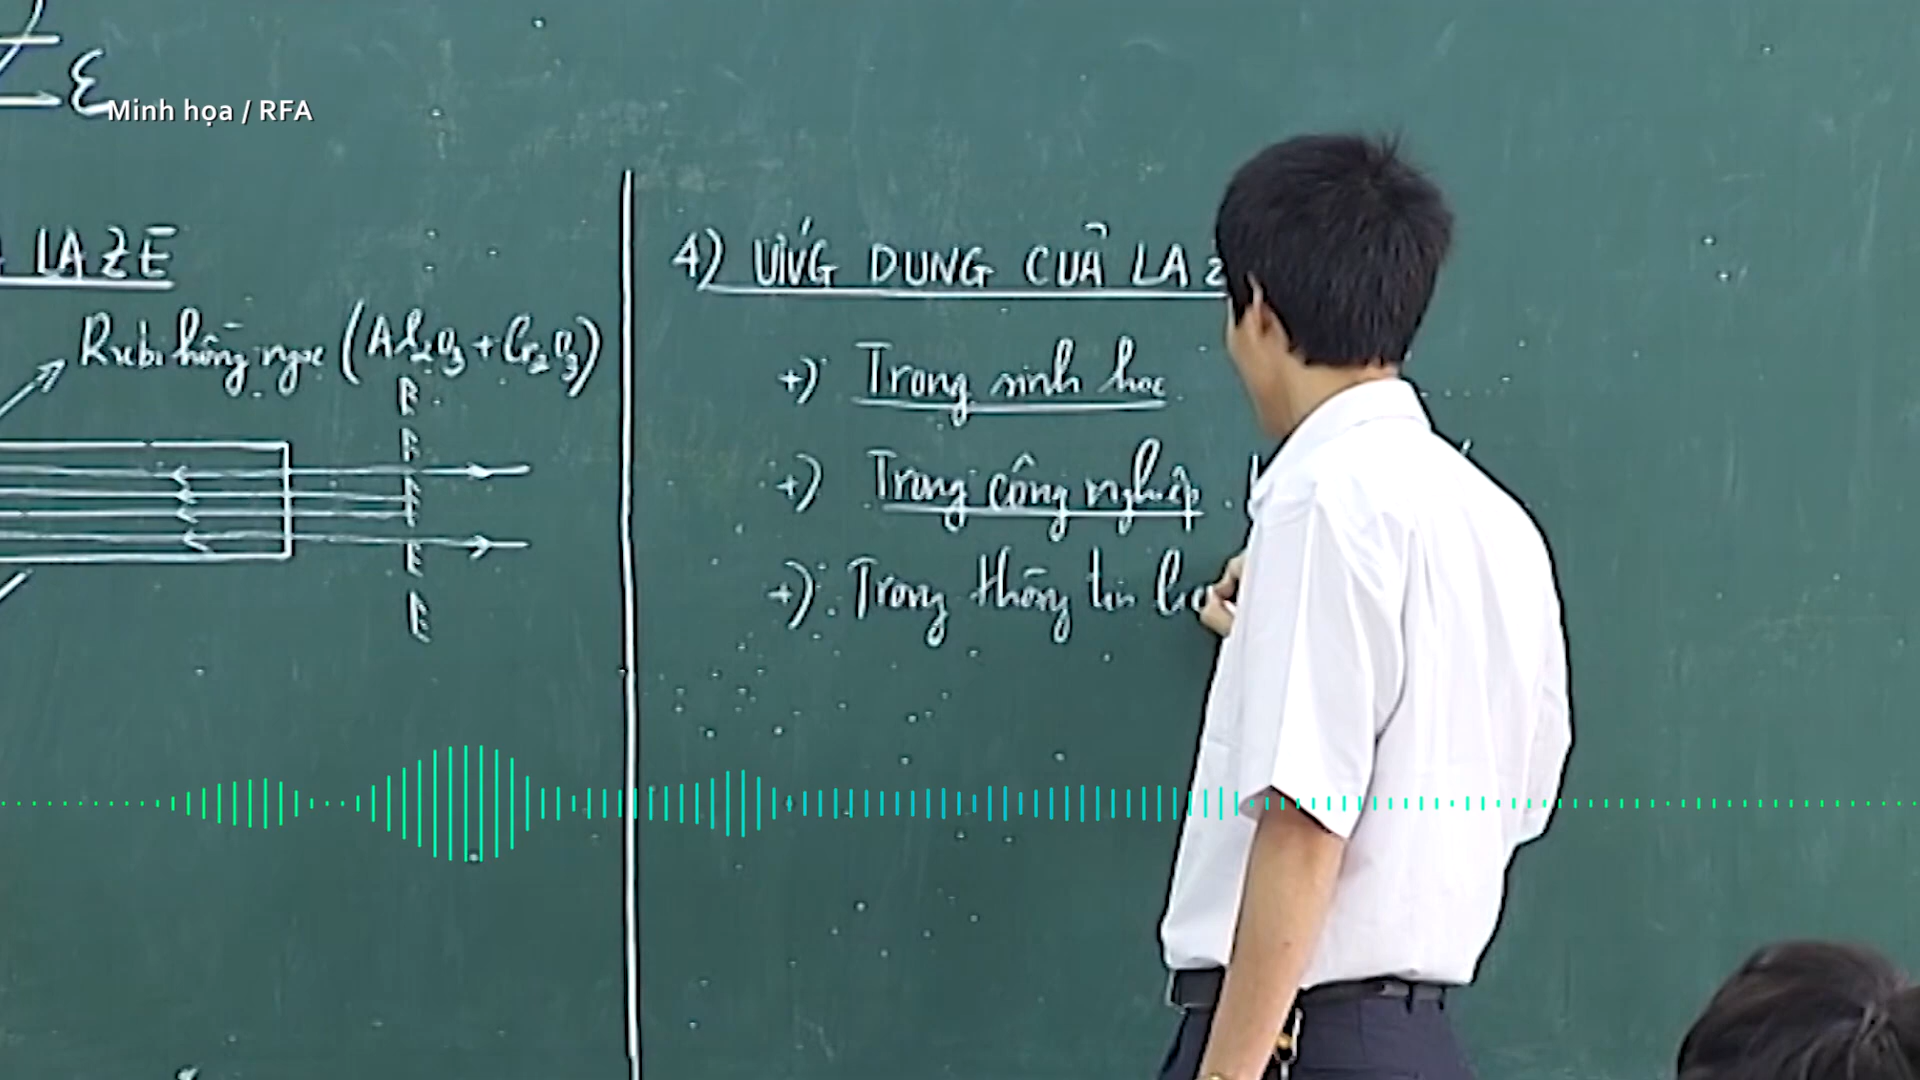 ε
Minh họa / RFA
LAZE
Rubi hồng ngọc (Al₂O₃ + Cr₂O₃)
4) ỨNG DỤNG CỦA LAZ
+) Trong sinh học
+) Trong công nghiệp.
+) Trong thông tin